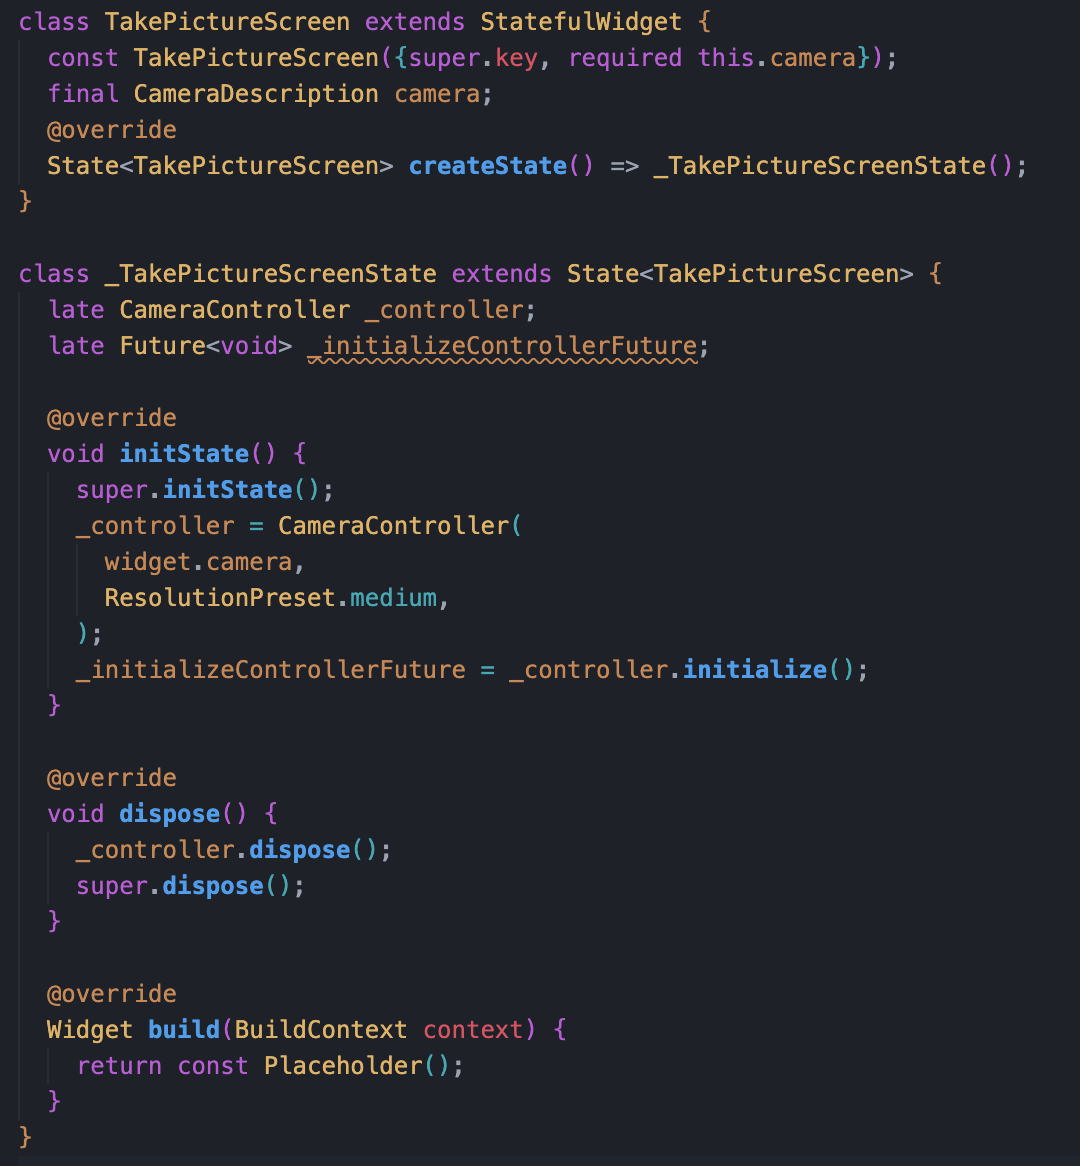 class TakePictureScreen extends StatefulWidget {
  const TakePictureScreen({super.key, required this.camera});
  final CameraDescription camera;
  @override
  State<TakePictureScreen> createState() => _TakePictureScreenState();
}

class _TakePictureScreenState extends State<TakePictureScreen> {
  late CameraController _controller;
  late Future<void> _initializeControllerFuture;

  @override
  void initState() {
    super.initState();
    _controller = CameraController(
      widget.camera,
      ResolutionPreset.medium,
    );
    _initializeControllerFuture = _controller.initialize();
  }

  @override
  void dispose() {
    _controller.dispose();
    super.dispose();
  }

  @override
  Widget build(BuildContext context) {
    return const Placeholder();
  }
}